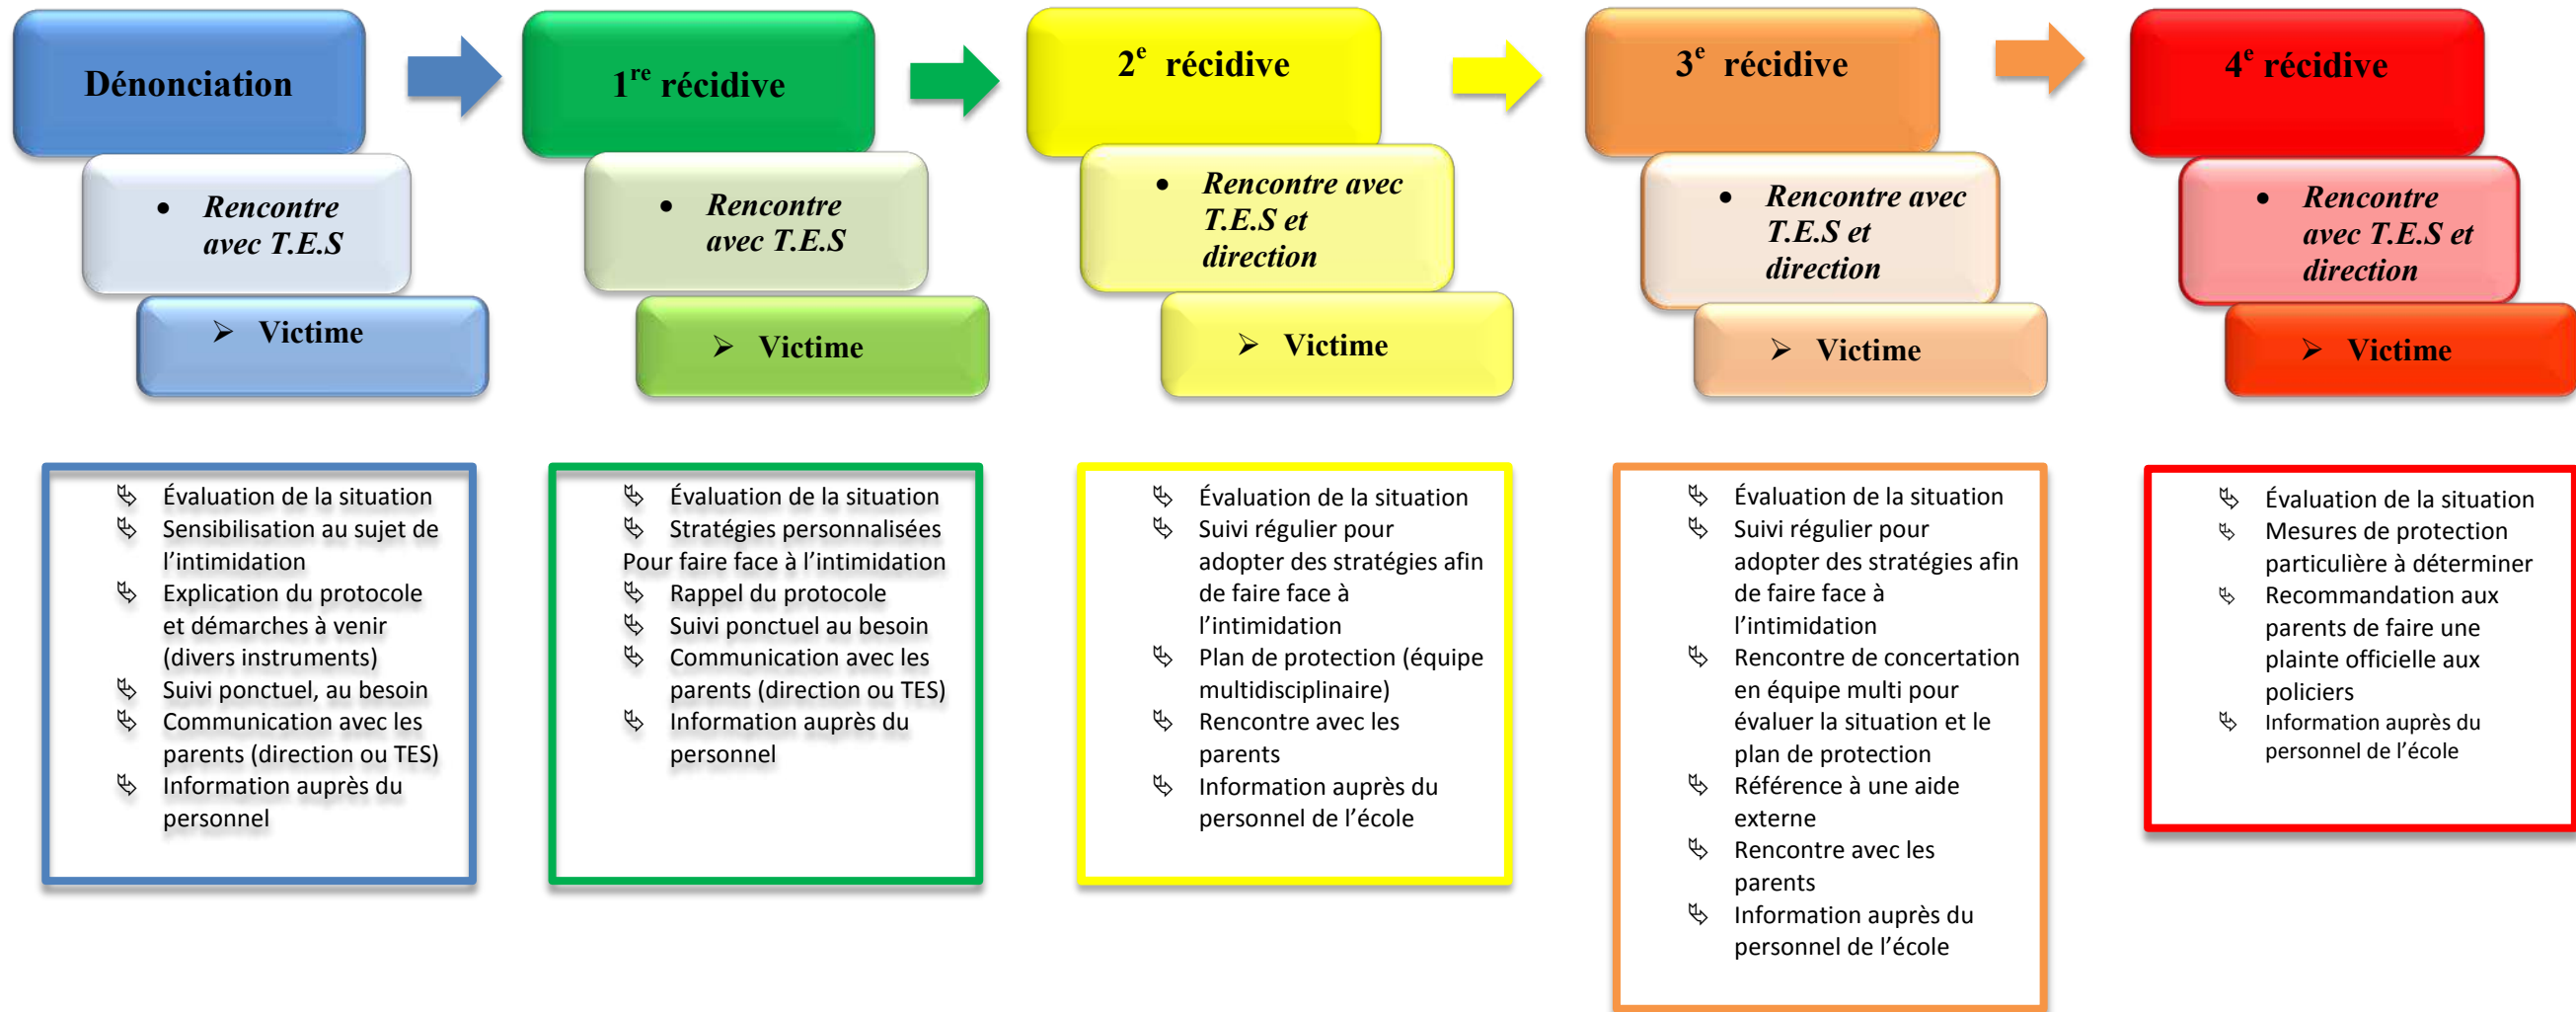 Dénonciation
• Rencontre
avec T.E.S
➢ Victime
Évaluation de la situation
Sensibilisation au sujet de
l’intimidation
Explication du protocole
et démarches à venir
(divers instruments)
Suivi ponctuel, au besoin
Communication avec les
parents (direction ou TES)
Information auprès du
personnel
1re récidive
• Rencontre
avec T.E.S
➢ Victime
Évaluation de la situation
Stratégies personnalisées
Pour faire face à l’intimidation
Rappel du protocole
Suivi ponctuel au besoin
Communication avec les
parents (direction ou TES)
Information auprès du
personnel
2e récidive
• Rencontre avec
T.E.S et
direction
➢ Victime
Évaluation de la situation
Suivi régulier pour
adopter des stratégies afin
de faire face à
l’intimidation
Plan de protection (équipe
multidisciplinaire)
Rencontre avec les
parents
Information auprès du
personnel de l’école
3e récidive
• Rencontre avec
T.E.S et
direction
➢ Victime
Évaluation de la situation
Suivi régulier pour
adopter des stratégies afin
de faire face à
l’intimidation
Rencontre de concertation
en équipe multi pour
évaluer la situation et le
plan de protection
Référence à une aide
externe
Rencontre avec les
parents
Information auprès du
personnel de l’école
4e récidive
• Rencontre
avec T.E.S et
direction
➢ Victime
Évaluation de la situation
Mesures de protection
particulière à déterminer
Recommandation aux
parents de faire une
plainte officielle aux
policiers
Information auprès du
personnel de l’école